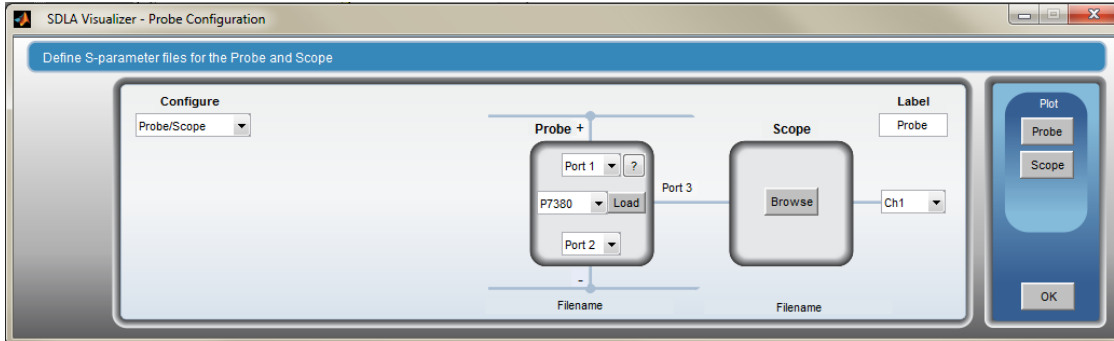 SDLA Visualizer - Probe Configuration
Define S-parameter files for the Probe and Scope
Configure
Probe/Scope
Probe +
Port 1
?
P7380
Load
Port 2
-
Filename
Port 3
Scope
Browse
Filename
Label
Probe
Ch1
Plot
Probe
Scope
OK